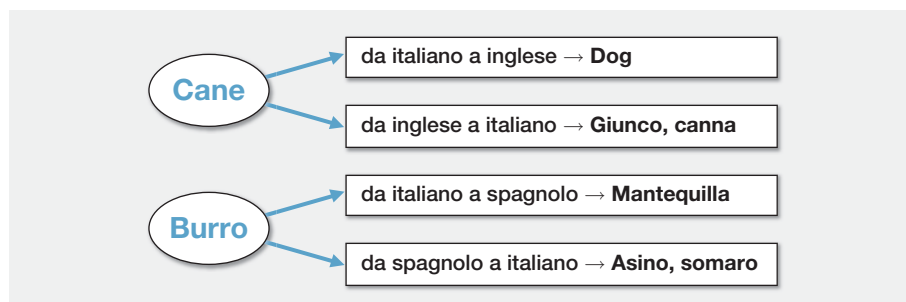 Cane
da italiano a inglese → Dog
da inglese a italiano → Giunco, canna
Burro
da italiano a spagnolo → Mantequilla
da spagnolo a italiano → Asino, somaro